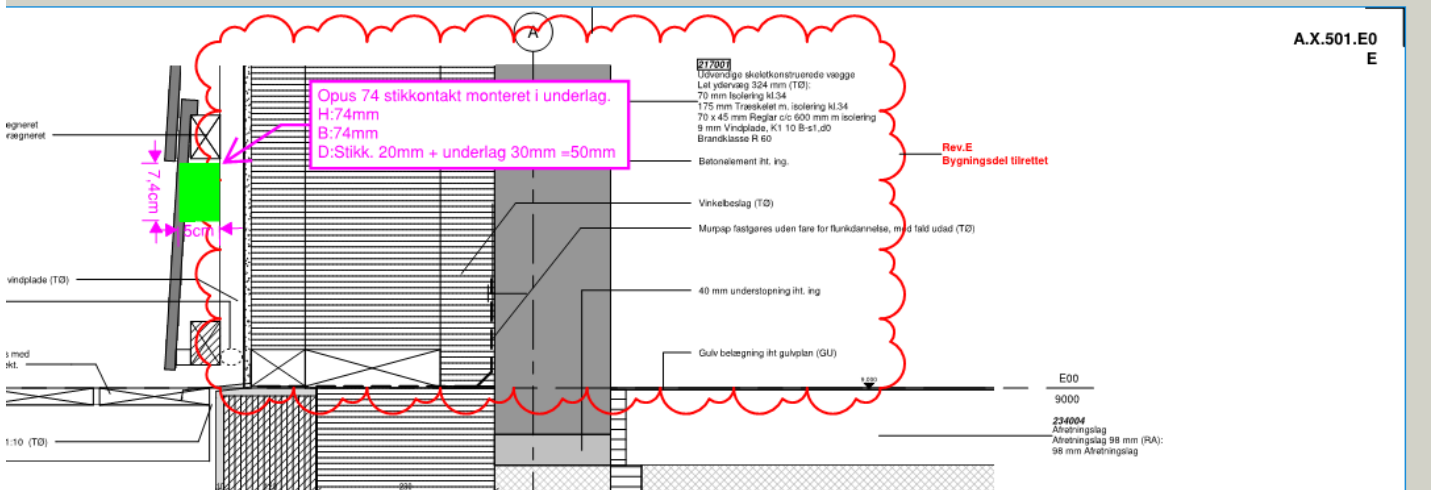 A
A.X.501.E0
E
217001
Udvendige skeletkonstruerede vægge
Let ydervæg 324 mm (TØ):
70 mm Isolering kl.34
175 mm Træskelet m. isolering kl.34
70 x 45 mm Reglar c/c 600 mm m isolering
9 mm Vindplade, K1 10 B-s1,d0
Brandklasse R 60
Opus 74 stikkontakt monteret i underlag.
H:74mm
B:74mm
D:Stikk. 20mm + underlag 30mm =50mm
egneret
rægneret
Rev.E
Bygningsdel tilrettet
Betonelement iht. ing.
7,4cm
5cm
Vinkelbeslag (TØ)
Murpap fastgøres uden fare for flunkdannelse, med fald udad (TØ)
vindplade (TØ)
40 mm understopning iht. ing
s med
ekt.
Gulv belægning iht gulvplan (GU)
E00
9000
234004
Afretningslag
Afretningslag 98 mm (RA):
98 mm Afretningslag
1:10 (TØ)
230